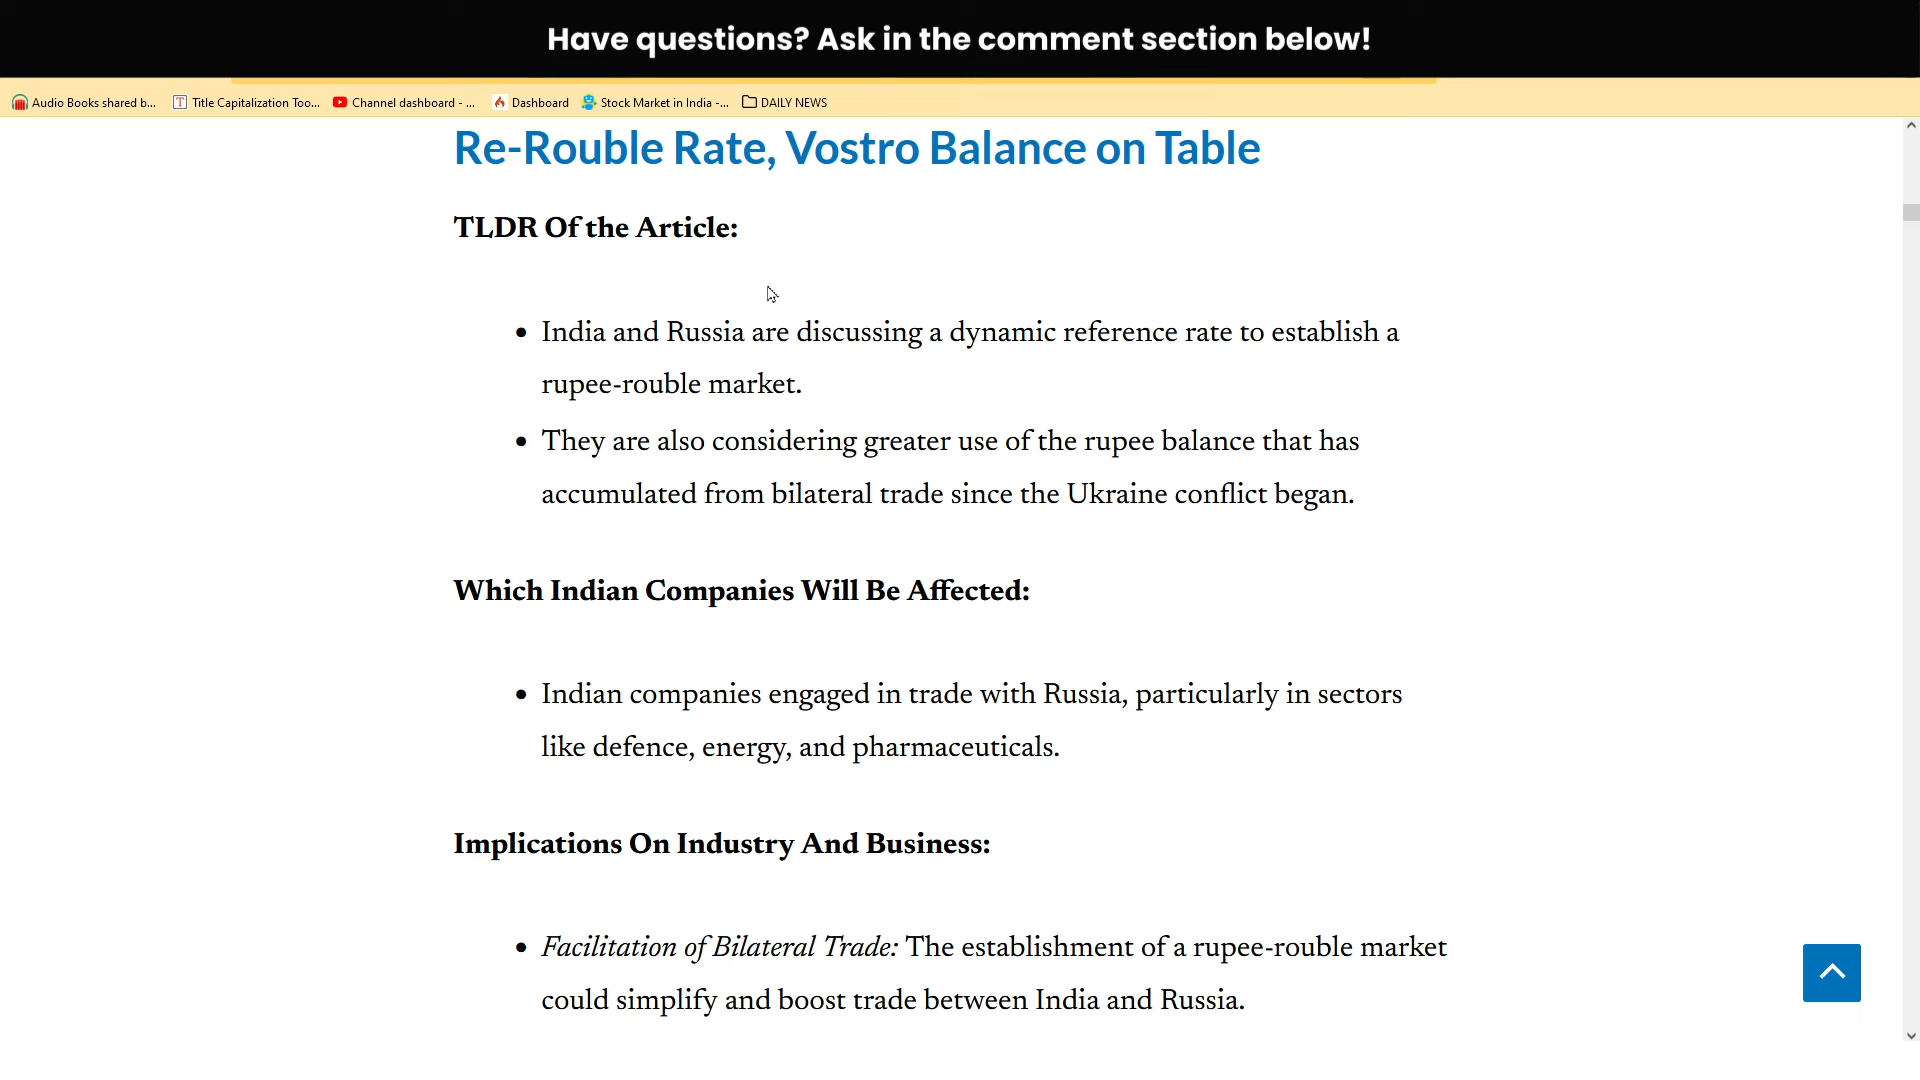 Have questions? Ask in the comment section below!
Audio Books shared b... Title Capitalization Too... Channel dashboard - ... Dashboard Stock Market in India -... DAILY NEWS
Re-Rouble Rate, Vostro Balance on Table
TLDR Of the Article:
• India and Russia are discussing a dynamic reference rate to establish a
rupee-rouble market.
• They are also considering greater use of the rupee balance that has
accumulated from bilateral trade since the Ukraine conflict began.
Which Indian Companies Will Be Affected:
• Indian companies engaged in trade with Russia, particularly in sectors
like defence, energy, and pharmaceuticals.
Implications On Industry And Business:
• Facilitation of Bilateral Trade: The establishment of a rupee-rouble market
could simplify and boost trade between India and Russia.